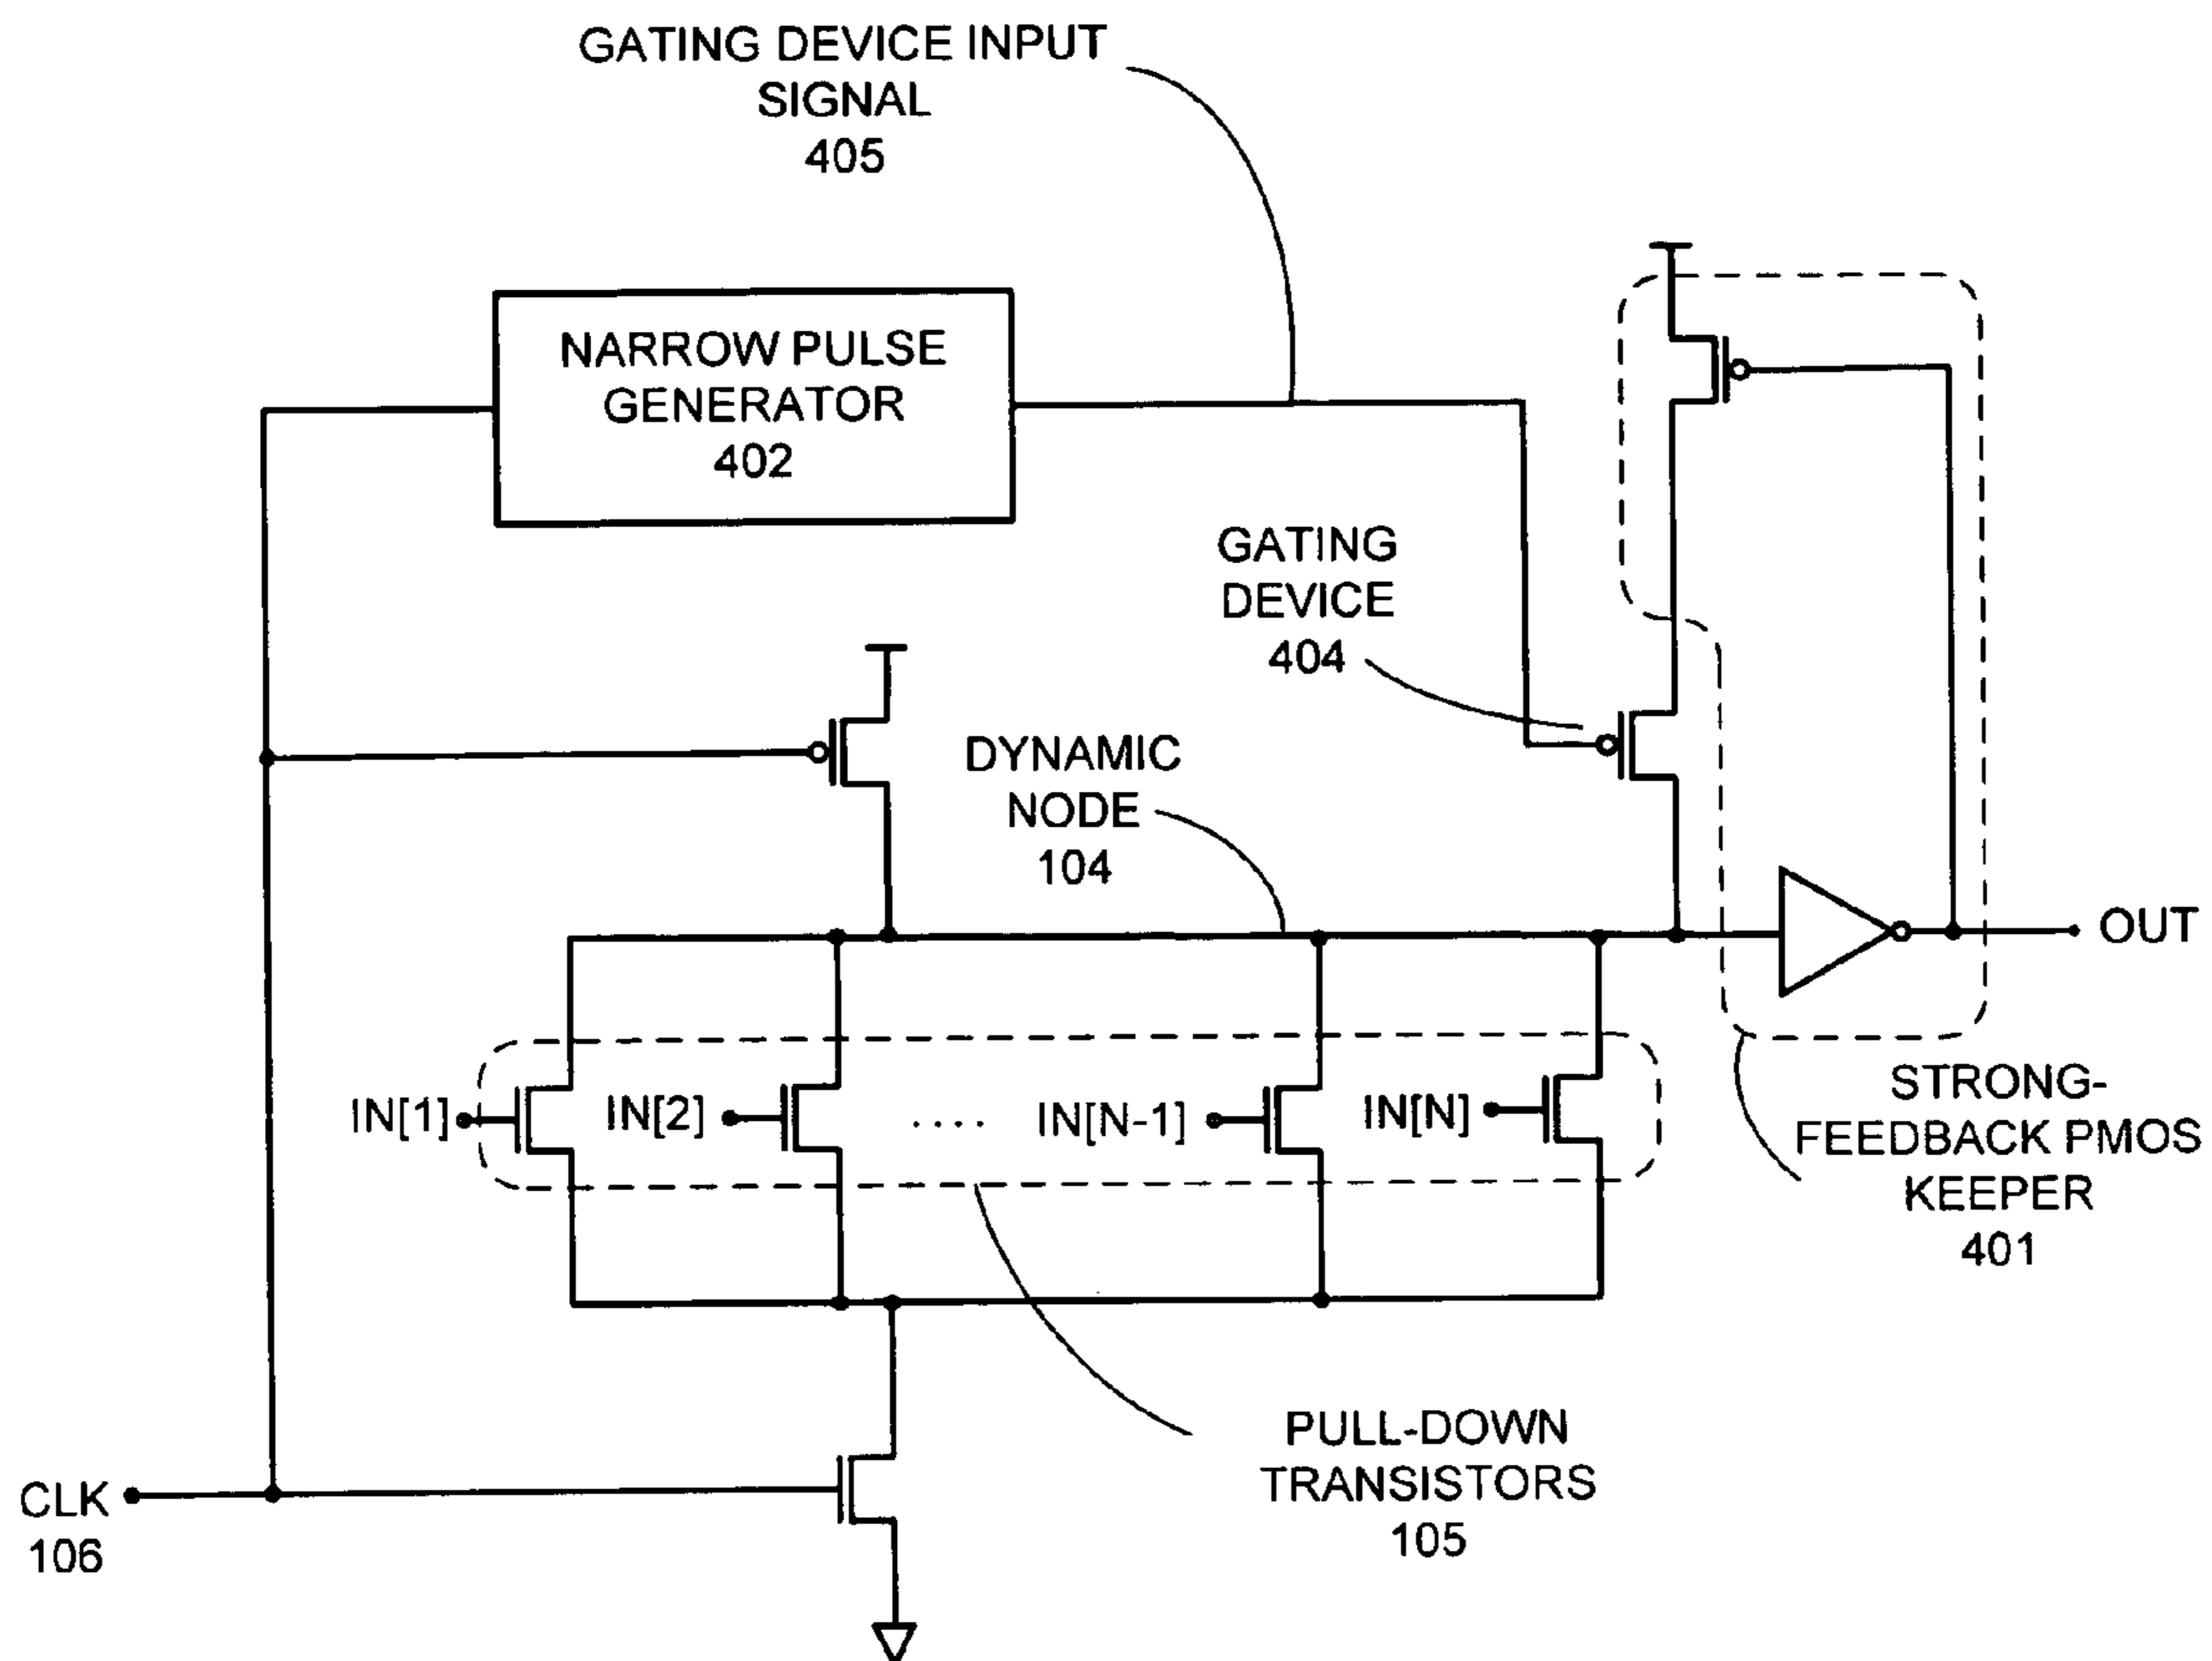 GATING DEVICE INPUT
SIGNAL
405
NARROW PULSE
GENERATOR
402
GATING
DEVICE
404
DYNAMIC
NODE
104
OUT
IN[1]
IN[2]
....
IN[N-1]
IN[N]
STRONG-
FEEDBACK PMOS
KEEPER
401
PULL-DOWN
TRANSISTORS
105
CLK
106